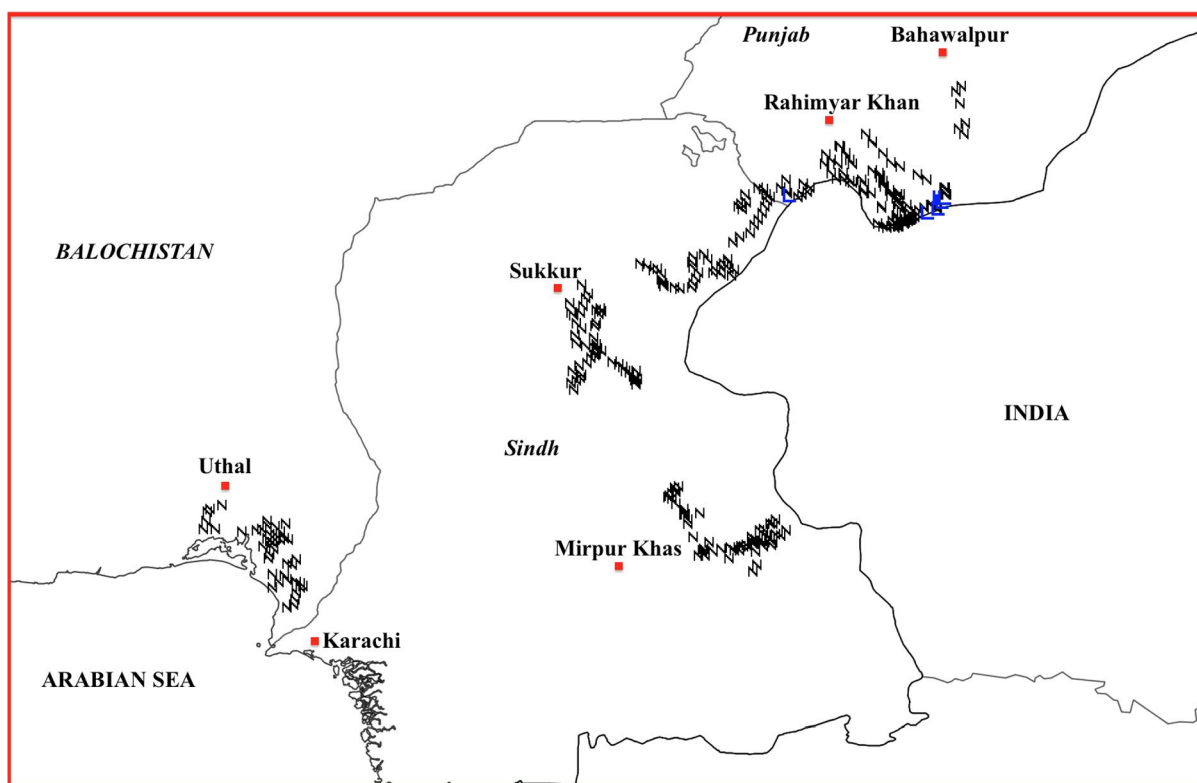 Punjab
Bahawalpur
Rahimyar Khan
BALOCHISTAN
Sukkur
INDIA
Sindh
Uthal
Mirpur Khas
Karachi
ARABIAN SEA